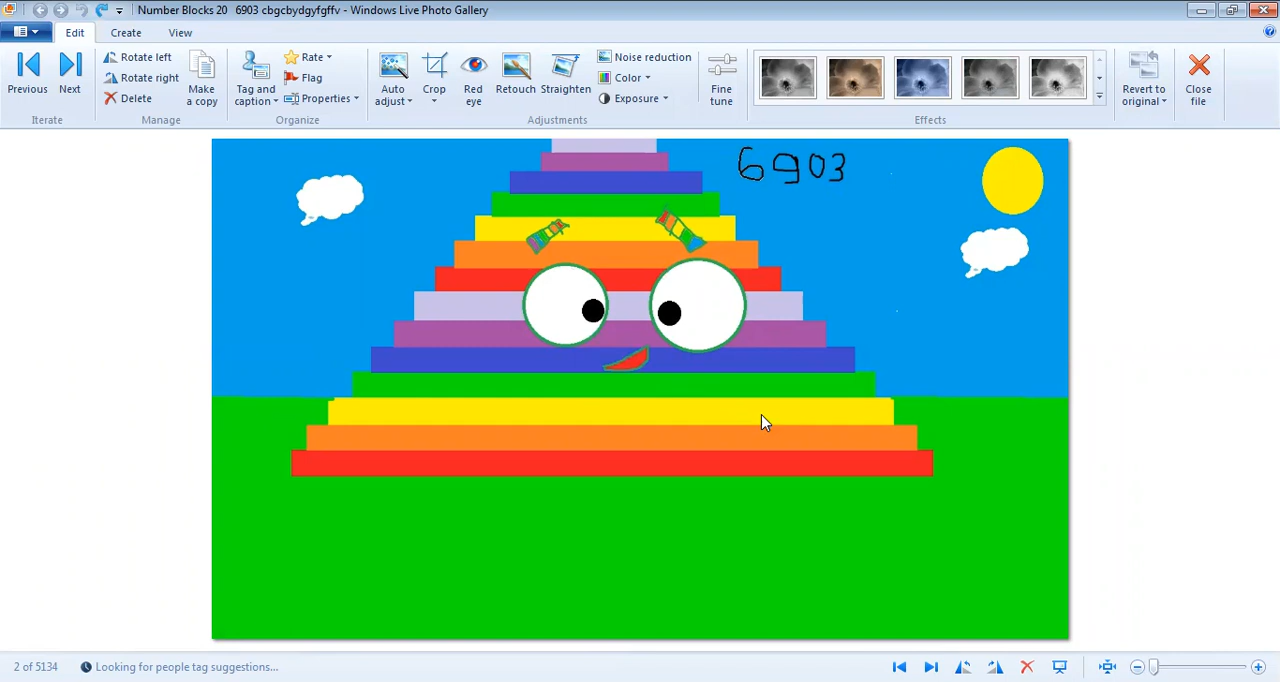 Number Blocks 20  6903 cbgcbydgyfgffv - Windows Live Photo Gallery
Edit Create View
Previous Next
Iterate
Rotate left
Rotate right
Delete
Make a copy
Manage
Tag and caption
Rate
Flag
Properties
Organize
Auto adjust
Crop
Red eye
Retouch
Straighten
Noise reduction
Color
Exposure
Adjustments
Fine tune
Effects
Revert to original
Close file
6903
2 of 5134
Looking for people tag suggestions...